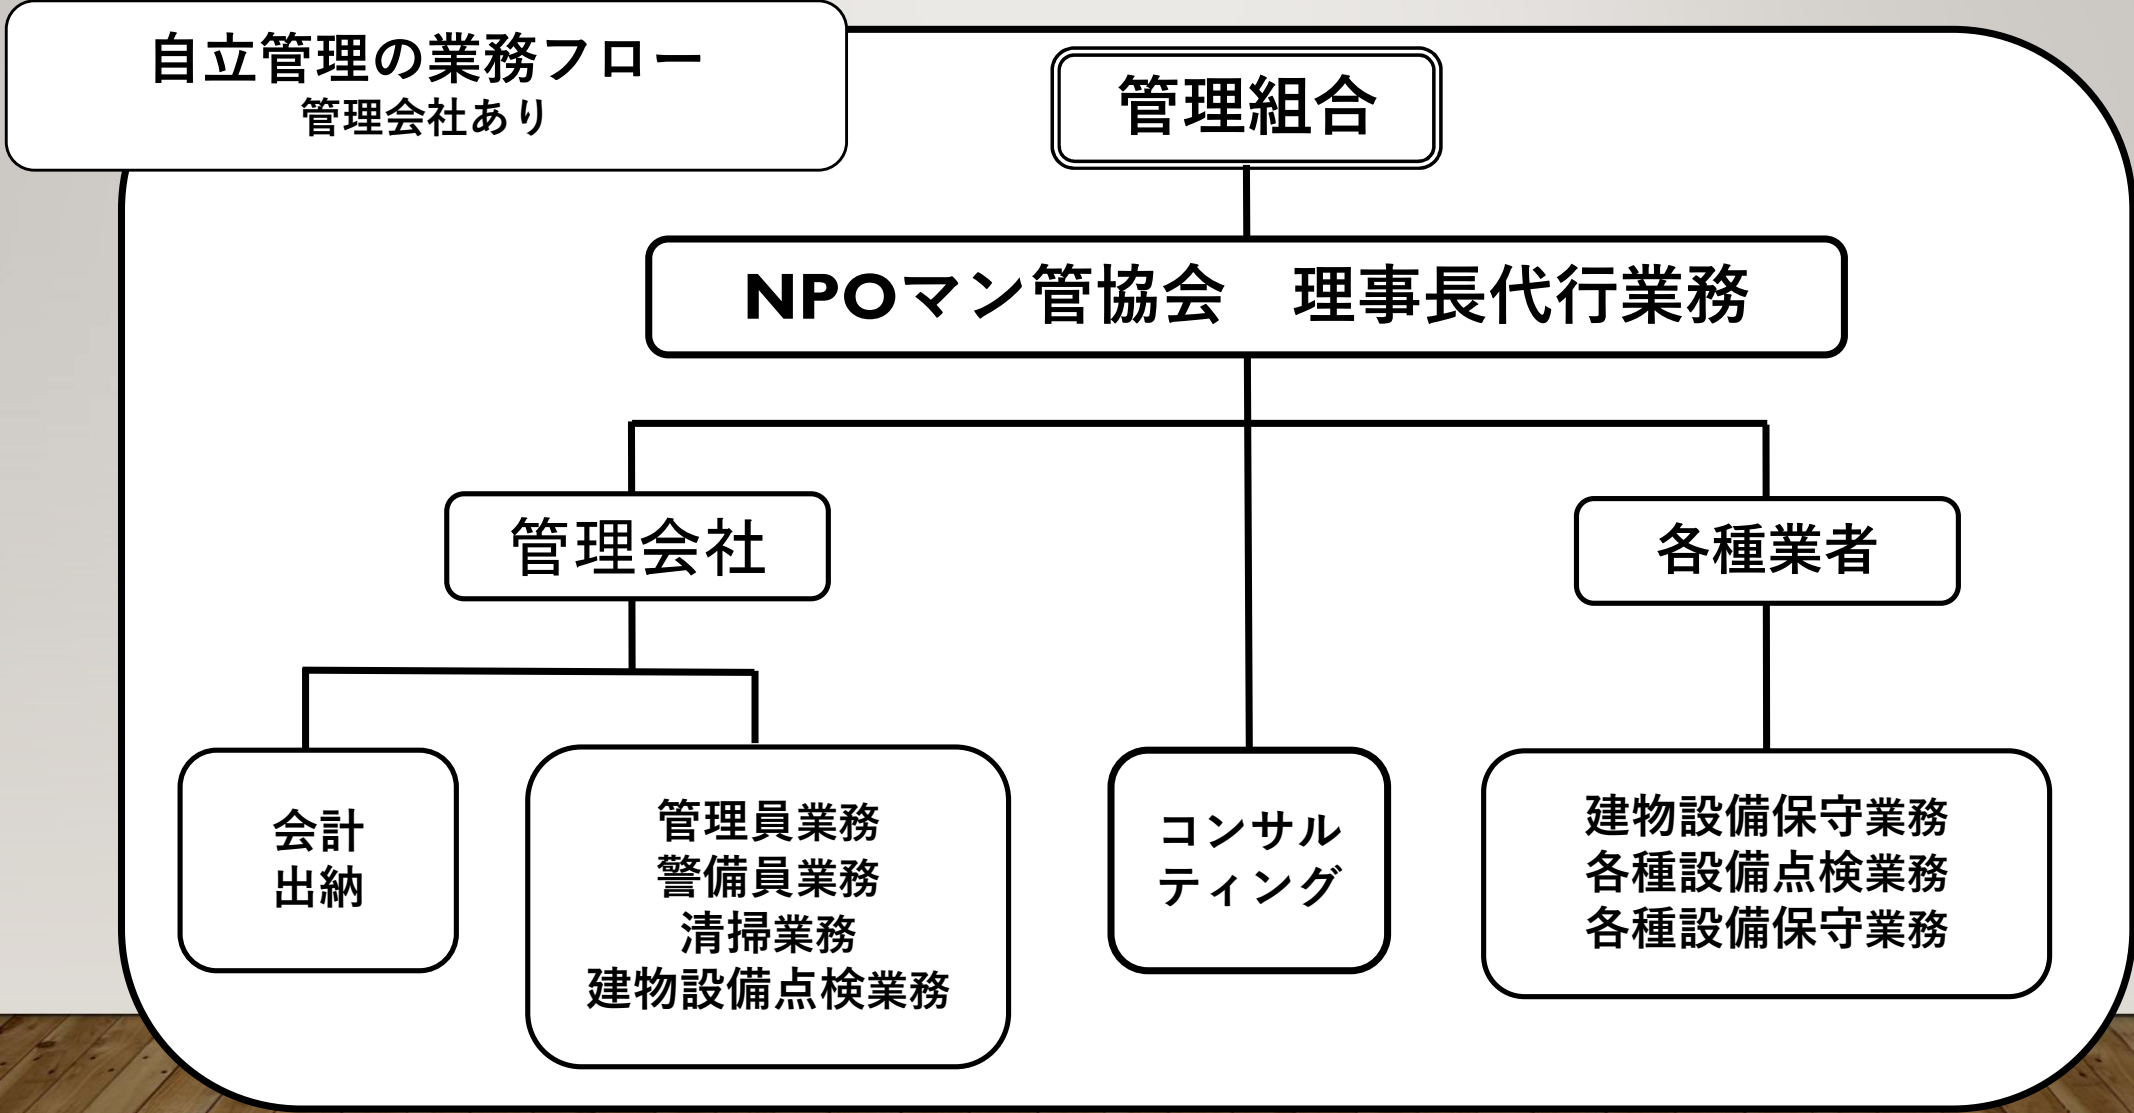 自立管理の業務フロー
管理会社あり
管理組合
NPOマン管協会　理事長代行業務
管理会社
各種業者
会計
出納
管理員業務
警備員業務
清掃業務
建物設備点検業務
コンサル
ティング
建物設備保守業務
各種設備点検業務
各種設備保守業務